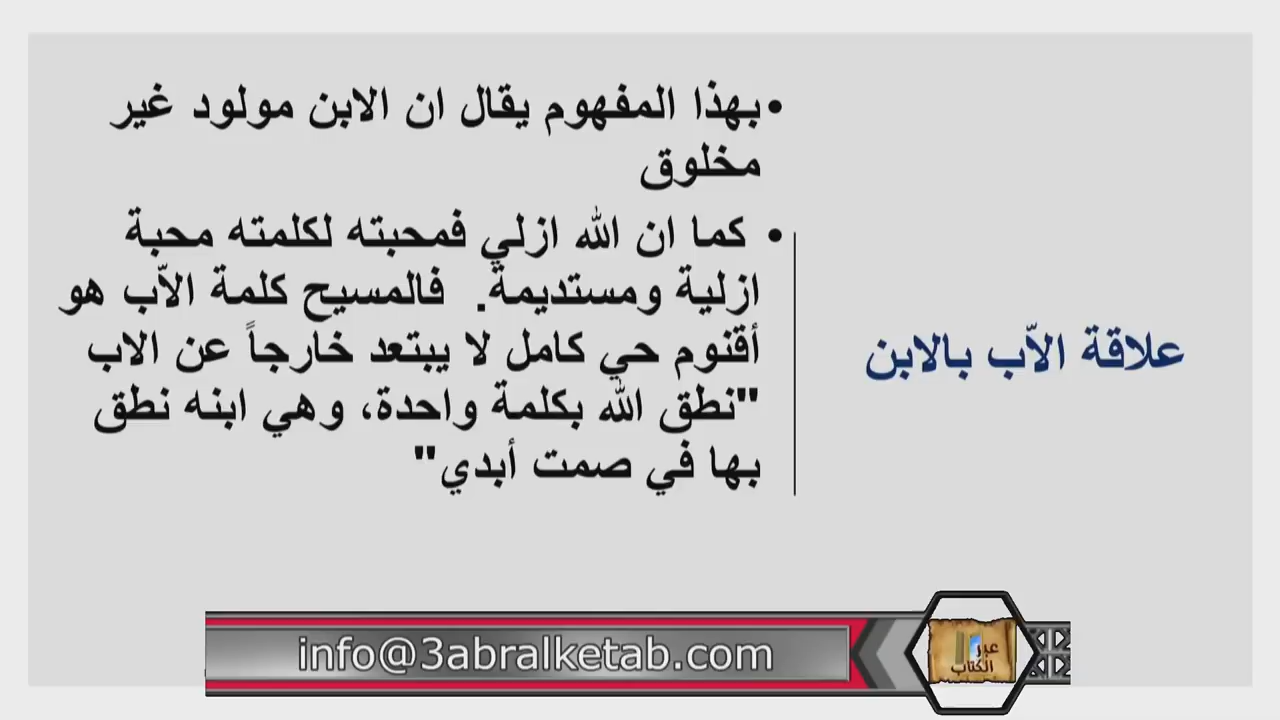 علاقة الاّب بالابن
•بهذا المفهوم يقال ان الابن مولود غير
مخلوق
• كما ان الله ازلي فمحبته لكلمته محبة
ازلية ومستديمة. فالمسيح كلمة الاّب هو
أقنوم حي كامل لا يبتعد خارجاً عن الاب
"نطق الله بكلمة واحدة، وهي ابنه نطق
بها في صمت أبدي"
info@3abralketab.com
عبر
الكتاب